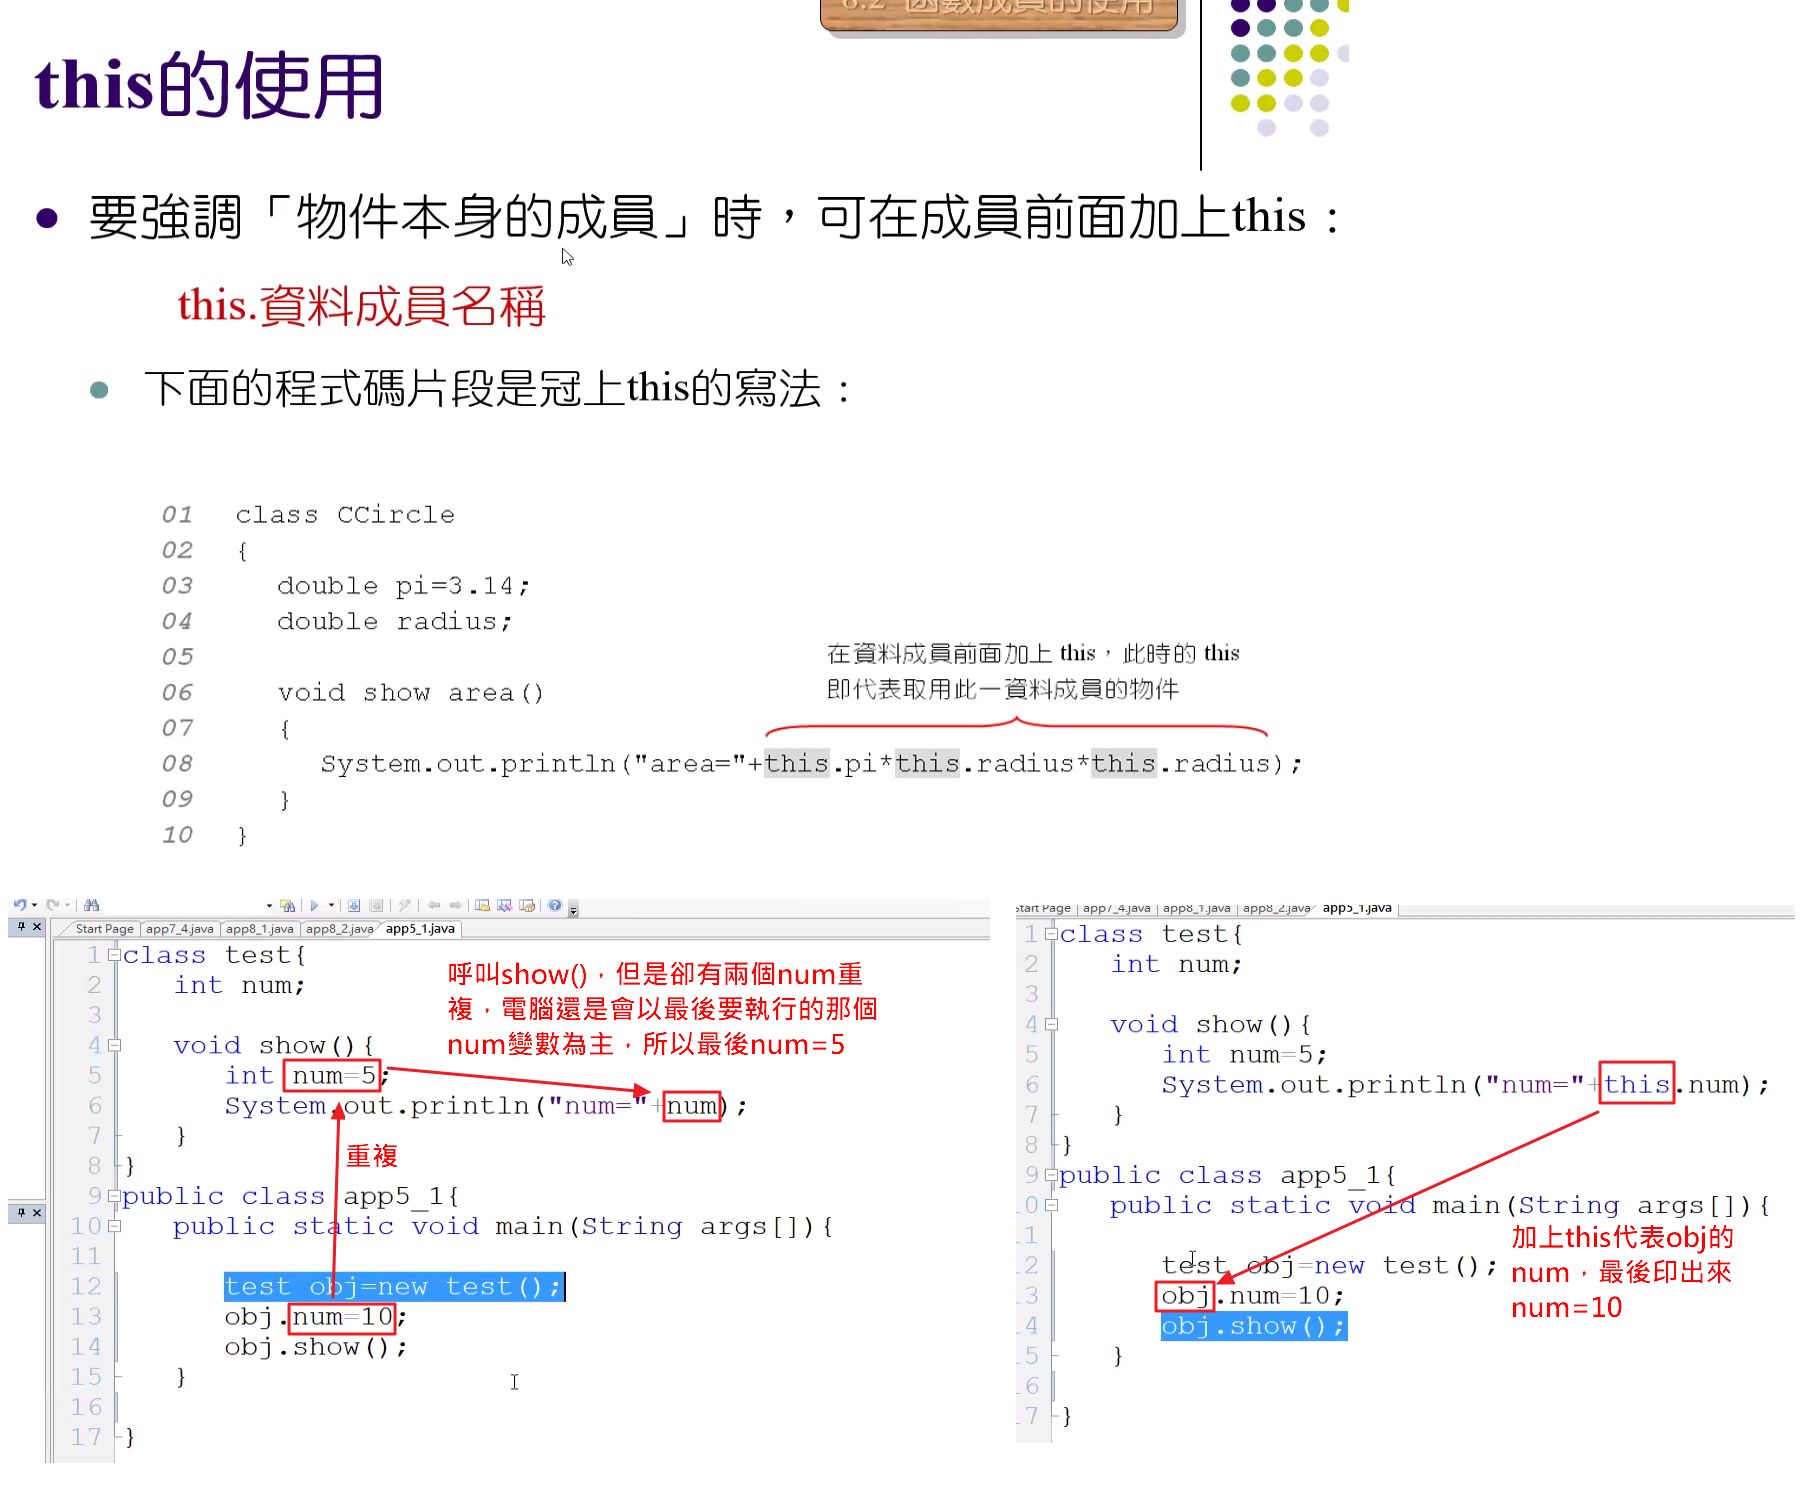 8.2 函數成員的使用
this的使用
要強調「物件本身的成員」時，可在成員前面加上this：
this.資料成員名稱
下面的程式碼片段是冠上this的寫法：
01 class CCircle
02 {
03 double pi=3.14;
04 double radius;
05
在資料成員前面加上 this，此時的 this
06 void show area()
即代表取用此一資料成員的物件
07 {
08 System.out.println("area="+this.pi*this.radius*this.radius);
09 }
10 }
Start Page app7_4.java app8_1.java app8_2.java app5_1.java
1 class test{
2 int num;
3
4 void show(){
5 int num=5;
6 System.out.println("num="+num);
7 }
8 }
9 public class app5_1{
10 public static void main(String args[]){
11
12 test obj=new test();
13 obj.num=10;
14 obj.show();
15 }
16
17 }
呼叫show()，但是卻有兩個num重
複，電腦還是會以最後要執行的那個
num變數為主，所以最後num=5
重複
start Page app7_4.java app8_1.java app8_2.java app5_1.java
1 class test{
2 int num;
3
4 void show(){
5 int num=5;
6 System.out.println("num="+this.num);
7 }
8 }
9 public class app5_1{
0 public static void main(String args[]){
1
2 test obj=new test();
3 obj.num=10;
4 obj.show();
5 }
6
7 }
加上this代表obj的
num，最後印出來
num=10